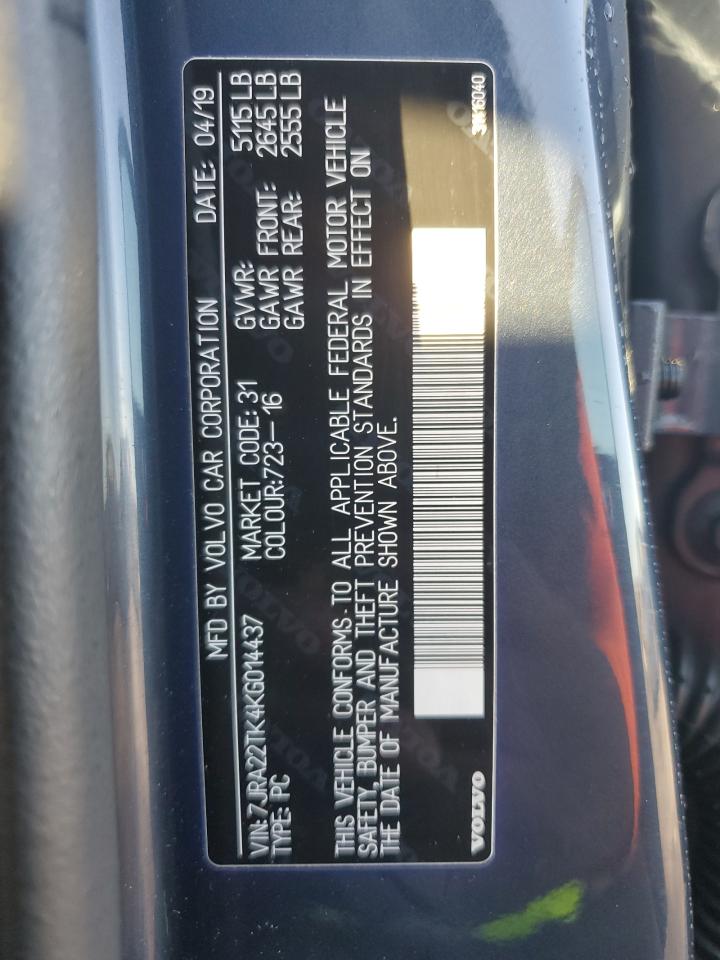 MFD BY VOLVO CAR CORPORATION DATE: 04/19
VIN: 7JRA22TK4KG014437 MARKET CODE: 31 GVWR: 5115 LB
TYPE: PC COLOUR:723-16 GAWR FRONT: 2645 LB
GAWR REAR: 2555 LB
THIS VEHICLE CONFORMS TO ALL APPLICABLE FEDERAL MOTOR VEHICLE
SAFETY, BUMPER AND THEFT PREVENTION STANDARDS IN EFFECT ON
THE DATE OF MANUFACTURE SHOWN ABOVE.
VOLVO